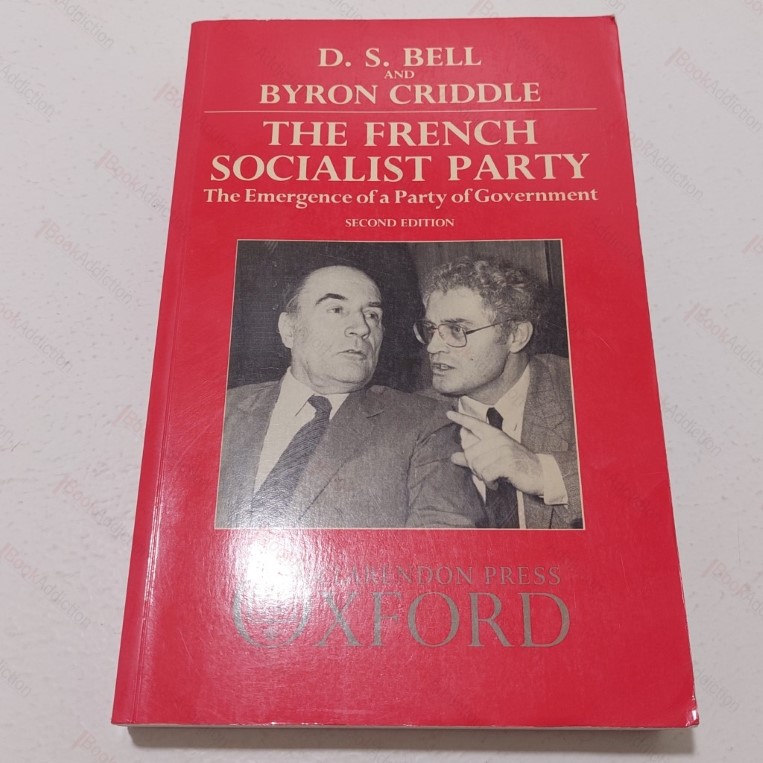 D. S. BELL
AND
BYRON CRIDDLE
THE FRENCH
SOCIALIST PARTY
The Emergence of a Party of Government
SECOND EDITION
CLARENDON PRESS
OXFORD
BookAddiction